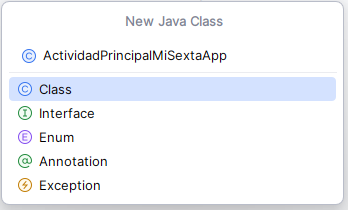 New Java Class
C ActividadPrincipalMiSextaApp
C Class
I Interface
E Enum
@ Annotation
Exception